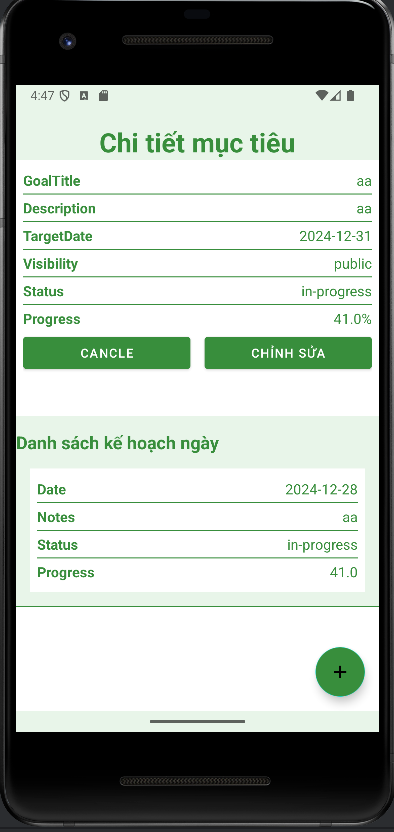 4:47
Chi tiết mục tiêu
GoalTitle aa
Description aa
TargetDate 2024-12-31
Visibility public
Status in-progress
Progress 41.0%
CANCLE CHỈNH SỬA
Danh sách kế hoạch ngày
Date 2024-12-28
Notes aa
Status in-progress
Progress 41.0
+